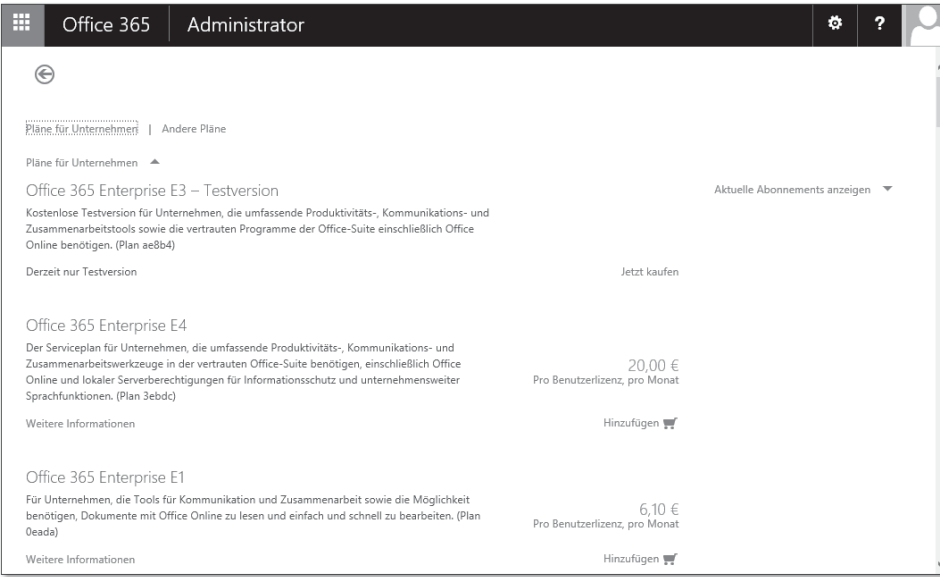 Office 365 Administrator ?
Pläne für Unternehmen | Andere Pläne
Pläne für Unternehmen
Office 365 Enterprise E3 – Testversion
Aktuelle Abonnements anzeigen
Kostenlose Testversion für Unternehmen, die umfassende Produktivitäts-, Kommunikations- und
Zusammenarbeitstools sowie die vertrauten Programme der Office-Suite einschließlich Office
Online benötigen. (Plan ae8b4)
Derzeit nur Testversion
Jetzt kaufen
Office 365 Enterprise E4
Der Serviceplan für Unternehmen, die umfassende Produktivitäts-, Kommunikations- und
Zusammenarbeitswerkzeuge in der vertrauten Office-Suite benötigen, einschließlich Office
Online und lokaler Serverberechtigungen für Informationsschutz und unternehmensweiter
Sprachfunktionen. (Plan 3ebdc)
20,00 €
Pro Benutzerlizenz, pro Monat
Weitere Informationen
Hinzufügen
Office 365 Enterprise E1
Für Unternehmen, die Tools für Kommunikation und Zusammenarbeit sowie die Möglichkeit
benötigen, Dokumente mit Office Online zu lesen und einfach und schnell zu bearbeiten. (Plan
0eada)
6,10 €
Pro Benutzerlizenz, pro Monat
Weitere Informationen
Hinzufügen